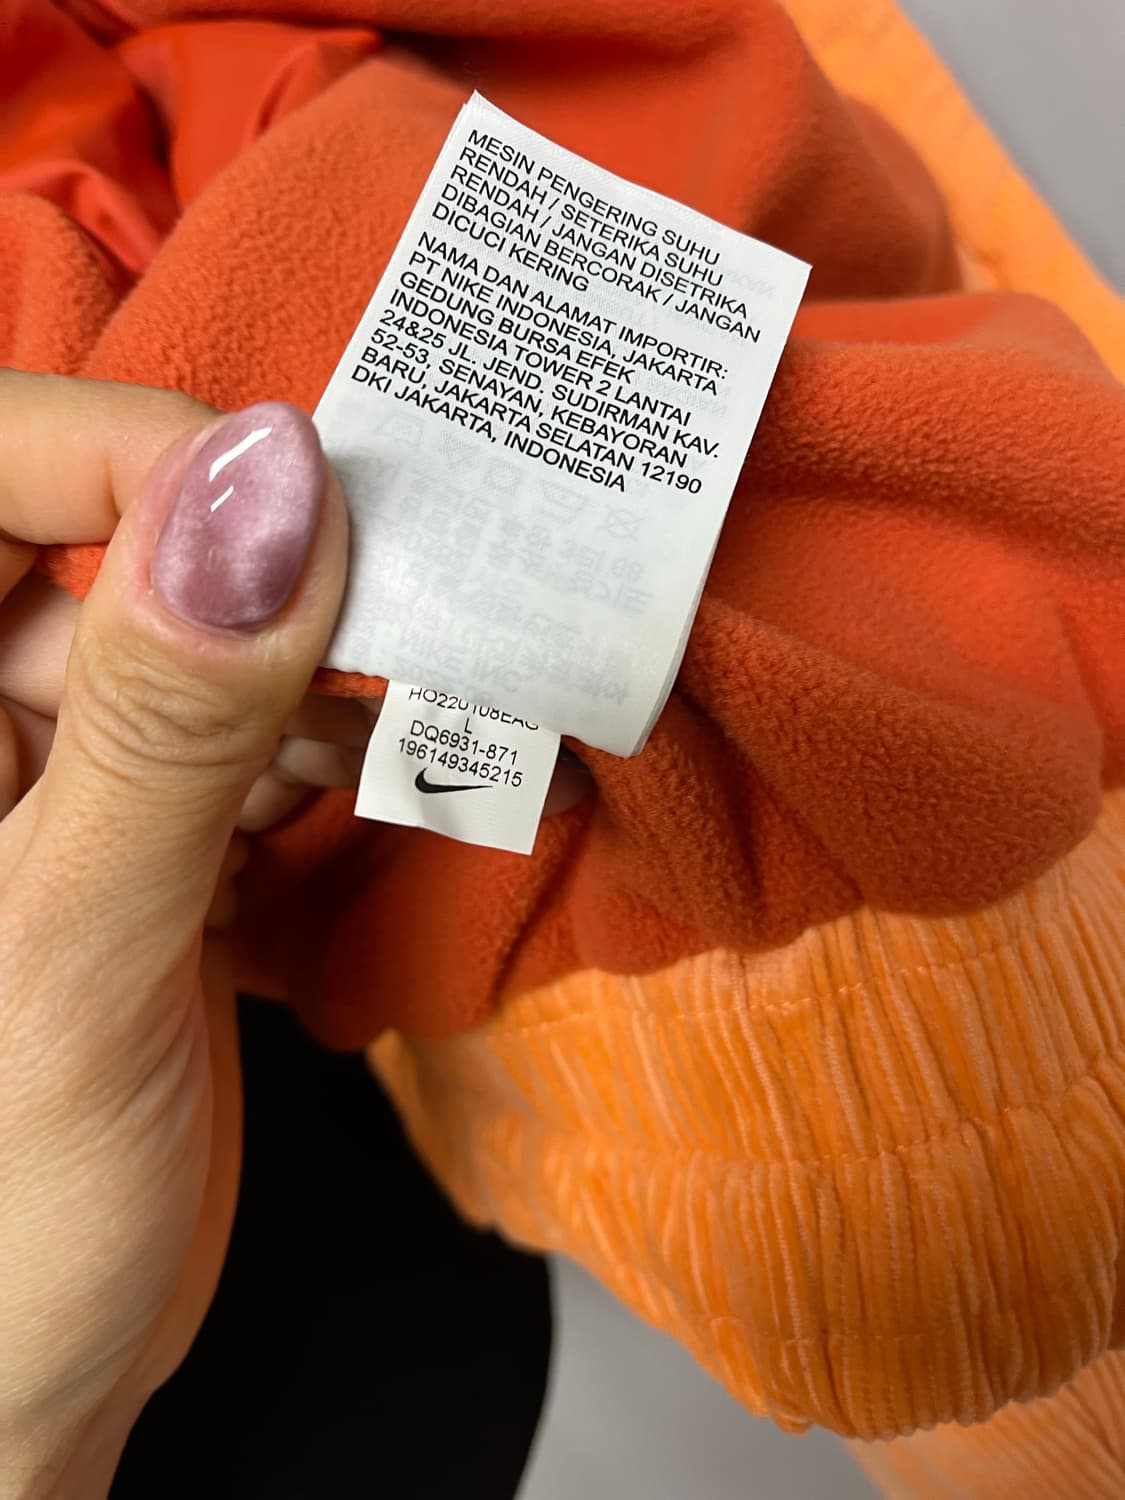 MESIN PENGERING SUHU
RENDAH / SETERIKA SUHU
RENDAH / JANGAN DISETRIKA
DIBAGIAN BERCORAK / JANGAN
DICUCI KERING
NAMA DAN ALAMAT IMPORTIR:
PT NIKE INDONESIA, JAKARTA
GEDUNG BURSA EFEK
INDONESIA TOWER 2 LANTAI
24&25 JL. JEND. SUDIRMAN KAV.
52-53, SENAYAN, KEBAYORAN
BARU, JAKARTA SELATAN 12190
DKI JAKARTA, INDONESIA
L
DQ6931-871
196149345215